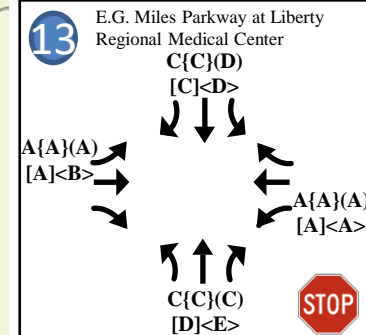 13
E.G. Miles Parkway at Liberty
Regional Medical Center
C{C}(D)
[C]<D>
A{A}(A)
[A]<B>
A{A}(A)
[A]<A>
C{C}(C)
[D]<E>
STOP